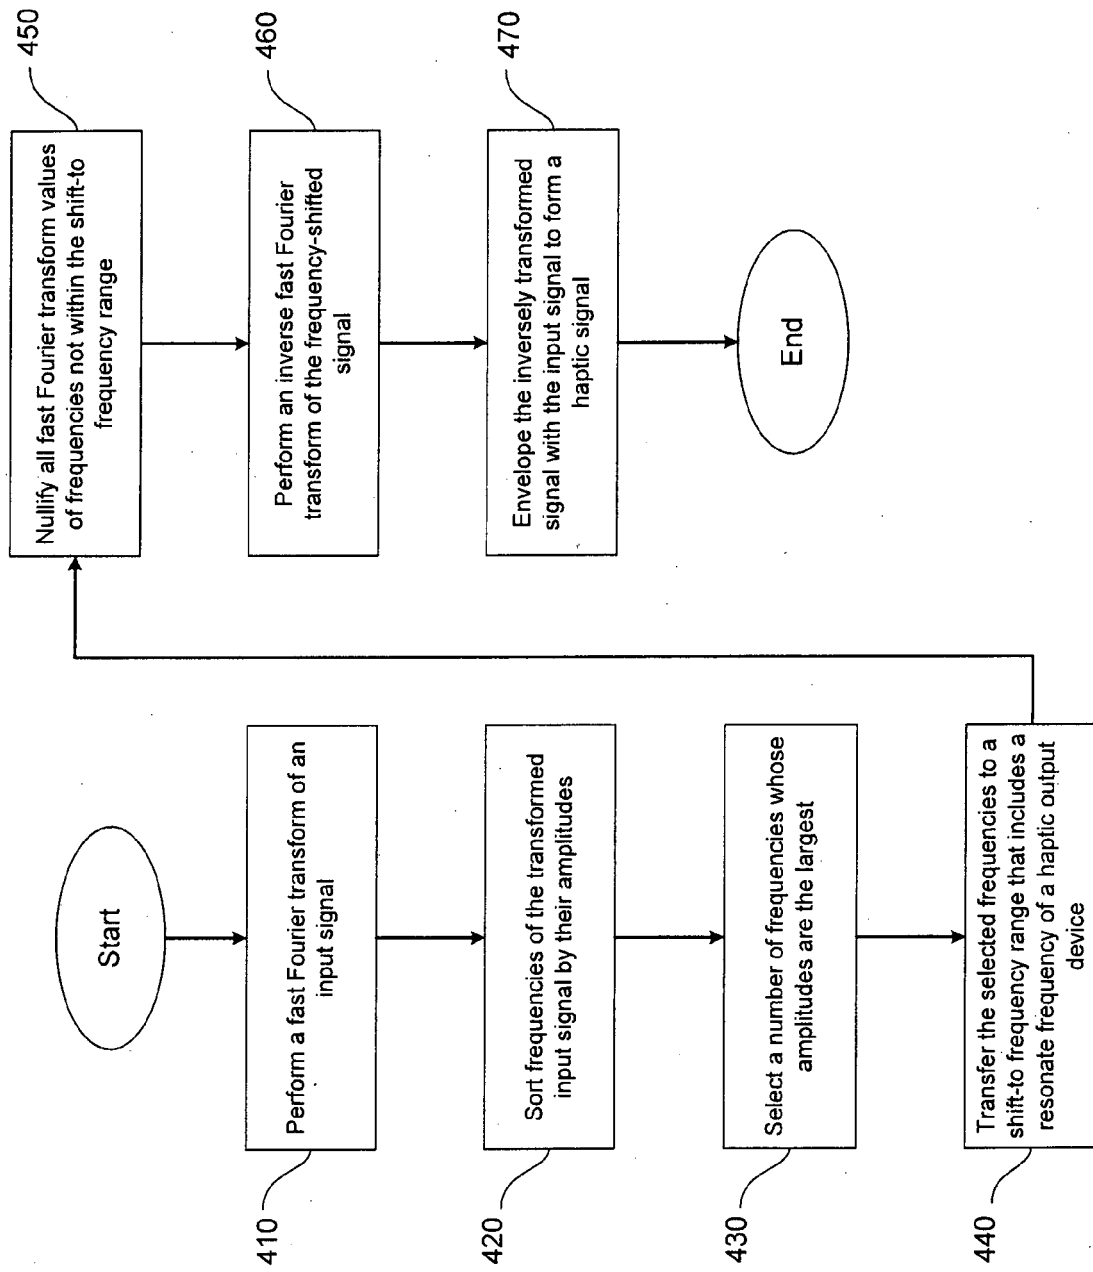 Start
410
Perform a fast Fourier transform of an
input signal
420
Sort frequencies of the transformed
input signal by their amplitudes
430
Select a number of frequencies whose
amplitudes are the largest
440
Transfer the selected frequencies to a
shift-to frequency range that includes a
resonate frequency of a haptic output
device
450
Nullify all fast Fourier transform values
of frequencies not within the shift-to
frequency range
460
Perform an inverse fast Fourier
transform of the frequency-shifted
signal
470
Envelope the inversely transformed
signal with the input signal to form a
haptic signal
End